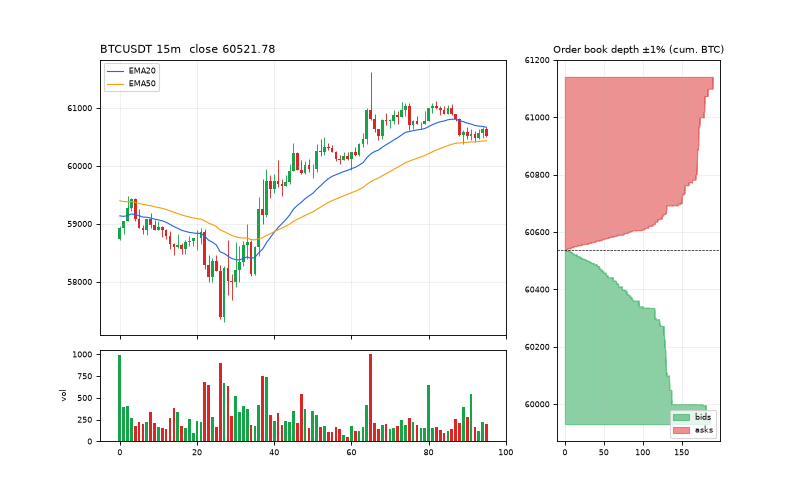 BTCUSDT 15m  close 60521.78
EMA20
EMA50
61000
60000
59000
58000
1000
750
500
250
0
vol
0 20 40 60 80 100
Order book depth ±1% (cum. BTC)
61200
61000
60800
60600
60400
60200
60000
bids
asks
0 50 100 150